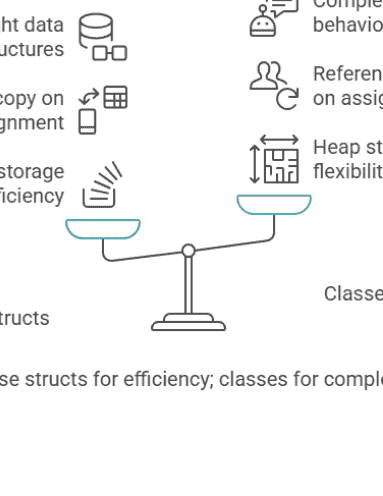 ht data
uctures
copy on
gnment
storage
ficiency
tructs
Comple
behavio
Referen
on assig
Heap st
flexibilit
Classe
se structs for efficiency; classes for comple